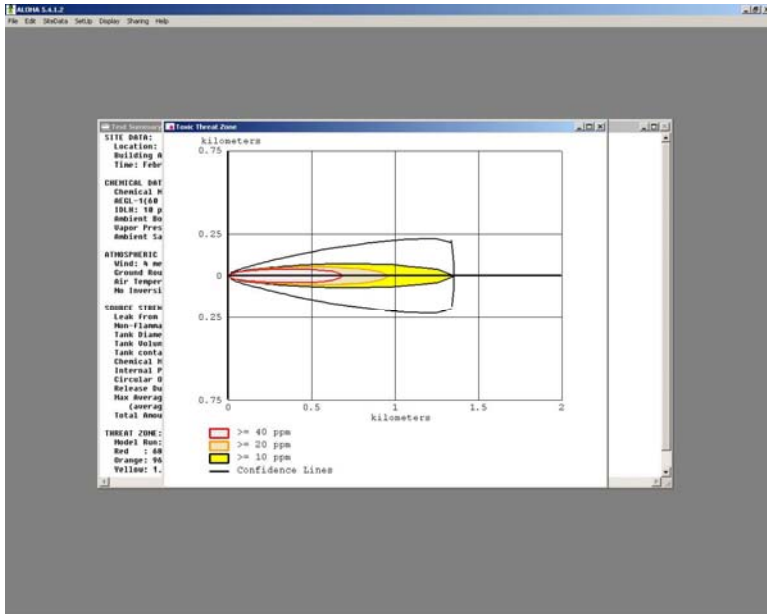 ALOHA 5.4.1.2
File Edit SiteData SetUp Display Sharing Help
Text Summary
SITE DATA:
Location:
Building A
Time: Febr
CHEMICAL DAT
Chemical M
AEGL-1(60
IDLH: 10 p
Ambient Bo
Vapor Pres
Ambient Sa
ATMOSPHERIC
Wind: 4 me
Ground Rou
Air Temper
No Inversi
SOURCE STREN
Leak from
Non-Flamma
Tank Diame
Tank Volum
Tank conta
Chemical M
Internal P
Circular O
Release Du
Max Averag
(averag
Total Amou
THREAT ZONE:
Model Run:
Red : 68
Orange: 96
Yellow: 1.
Toxic Threat Zone
kilometers
0.75
0.25
0
0.25
0.75
0 0.5 1 1.5 2
kilometers
>= 40 ppm
>= 20 ppm
>= 10 ppm
Confidence Lines